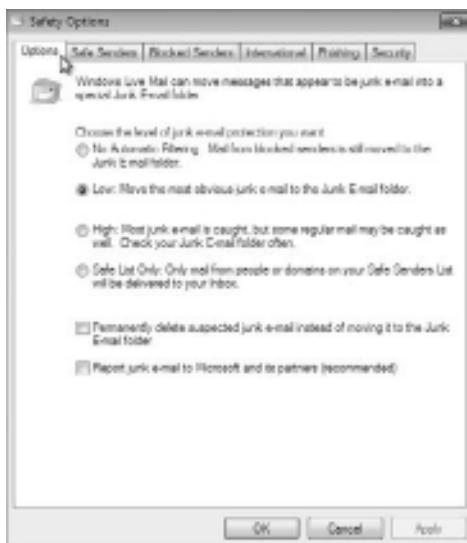 Safety Options
Options Safe Senders Blocked Senders International Phishing Security
Windows Live Mail can move messages that appear to be junk e-mail into a
special Junk E-mail folder.
Choose the level of junk e-mail protection you want:
No Automatic Filtering. Mail from blocked senders is still moved to the
Junk E-mail folder.
Low: Move the most obvious junk e-mail to the Junk E-mail folder.
High: Most junk e-mail is caught, but some regular mail may be caught as
well. Check your Junk E-mail folder often.
Safe List Only: Only mail from people or domains on your Safe Senders List
will be delivered to your Inbox.
Permanently delete suspected junk e-mail instead of moving it to the Junk
E-mail folder
Report junk e-mail to Microsoft and its partners (recommended)
OK Cancel Apply